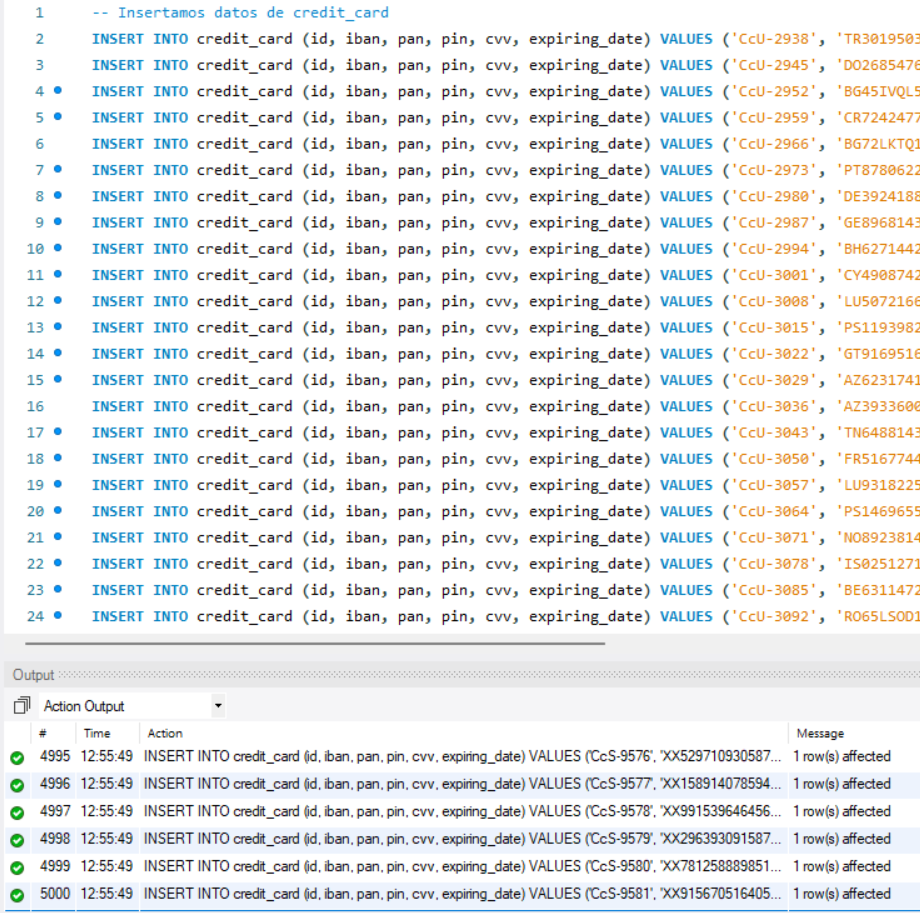 1 -- Insertamos datos de credit_card
2 INSERT INTO credit_card (id, iban, pan, pin, cvv, expiring_date) VALUES ('CcU-2938', 'TR3019503
3 INSERT INTO credit_card (id, iban, pan, pin, cvv, expiring_date) VALUES ('CcU-2945', 'DO2685476
4 INSERT INTO credit_card (id, iban, pan, pin, cvv, expiring_date) VALUES ('CcU-2952', 'BG45IVQL5
5 INSERT INTO credit_card (id, iban, pan, pin, cvv, expiring_date) VALUES ('CcU-2959', 'CR7242477
6 INSERT INTO credit_card (id, iban, pan, pin, cvv, expiring_date) VALUES ('CcU-2966', 'BG72LKTQ1
7 INSERT INTO credit_card (id, iban, pan, pin, cvv, expiring_date) VALUES ('CcU-2973', 'PT8780622
8 INSERT INTO credit_card (id, iban, pan, pin, cvv, expiring_date) VALUES ('CcU-2980', 'DE3924188
9 INSERT INTO credit_card (id, iban, pan, pin, cvv, expiring_date) VALUES ('CcU-2987', 'GE8968143
10 INSERT INTO credit_card (id, iban, pan, pin, cvv, expiring_date) VALUES ('CcU-2994', 'BH6271442
11 INSERT INTO credit_card (id, iban, pan, pin, cvv, expiring_date) VALUES ('CcU-3001', 'CY4908742
12 INSERT INTO credit_card (id, iban, pan, pin, cvv, expiring_date) VALUES ('CcU-3008', 'LU5072166
13 INSERT INTO credit_card (id, iban, pan, pin, cvv, expiring_date) VALUES ('CcU-3015', 'PS1193982
14 INSERT INTO credit_card (id, iban, pan, pin, cvv, expiring_date) VALUES ('CcU-3022', 'GT9169516
15 INSERT INTO credit_card (id, iban, pan, pin, cvv, expiring_date) VALUES ('CcU-3029', 'AZ6231741
16 INSERT INTO credit_card (id, iban, pan, pin, cvv, expiring_date) VALUES ('CcU-3036', 'AZ3933600
17 INSERT INTO credit_card (id, iban, pan, pin, cvv, expiring_date) VALUES ('CcU-3043', 'TN6488143
18 INSERT INTO credit_card (id, iban, pan, pin, cvv, expiring_date) VALUES ('CcU-3050', 'FR5167744
19 INSERT INTO credit_card (id, iban, pan, pin, cvv, expiring_date) VALUES ('CcU-3057', 'LU9318225
20 INSERT INTO credit_card (id, iban, pan, pin, cvv, expiring_date) VALUES ('CcU-3064', 'PS1469655
21 INSERT INTO credit_card (id, iban, pan, pin, cvv, expiring_date) VALUES ('CcU-3071', 'NO8923814
22 INSERT INTO credit_card (id, iban, pan, pin, cvv, expiring_date) VALUES ('CcU-3078', 'IS0251271
23 INSERT INTO credit_card (id, iban, pan, pin, cvv, expiring_date) VALUES ('CcU-3085', 'BE6311472
24 INSERT INTO credit_card (id, iban, pan, pin, cvv, expiring_date) VALUES ('CcU-3092', 'RO65LSOD1
Output
Action Output
# Time Action Message
4995 12:55:49 INSERT INTO credit_card (id, iban, pan, pin, cvv, expiring_date) VALUES ('CcS-9576', 'XX529710930587... 1 row(s) affected
4996 12:55:49 INSERT INTO credit_card (id, iban, pan, pin, cvv, expiring_date) VALUES ('CcS-9577', 'XX158914078594... 1 row(s) affected
4997 12:55:49 INSERT INTO credit_card (id, iban, pan, pin, cvv, expiring_date) VALUES ('CcS-9578', 'XX991539646456... 1 row(s) affected
4998 12:55:49 INSERT INTO credit_card (id, iban, pan, pin, cvv, expiring_date) VALUES ('CcS-9579', 'XX296393091587... 1 row(s) affected
4999 12:55:49 INSERT INTO credit_card (id, iban, pan, pin, cvv, expiring_date) VALUES ('CcS-9580', 'XX781258889851... 1 row(s) affected
5000 12:55:49 INSERT INTO credit_card (id, iban, pan, pin, cvv, expiring_date) VALUES ('CcS-9581', 'XX915670516405... 1 row(s) affected